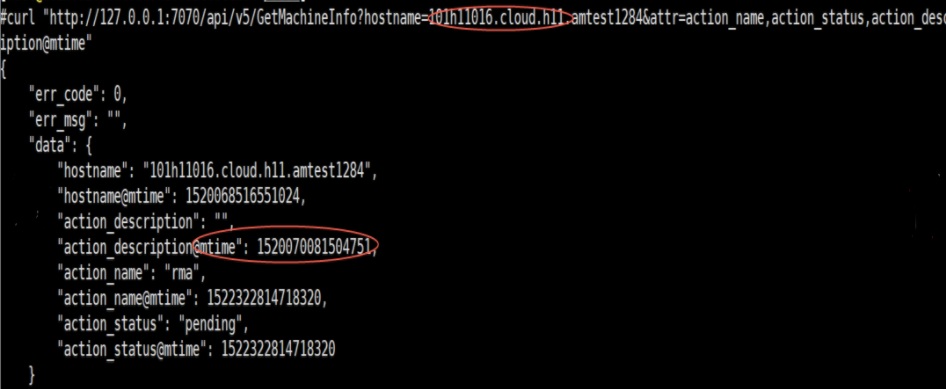 #curl "http://127.0.0.1:7070/api/v5/GetMachineInfo?hostname=101h11016.cloud.h11.amtest1284&attr=action_name,action_status,action_desc
iption@mtime"
{
"err_code": 0,
"err_msg": "",
"data": {
"hostname": "101h11016.cloud.h11.amtest1284",
"hostname@mtime": 1520068516551024,
"action_description": "",
"action_description@mtime": 1520070081504751,
"action_name": "rma",
"action_name@mtime": 1522322814718320,
"action_status": "pending",
"action_status@mtime": 1522322814718320
}